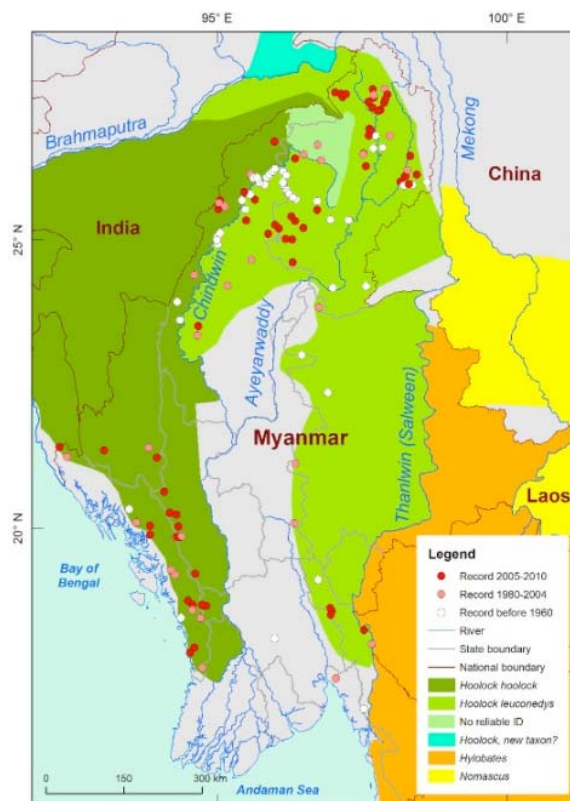 95° E
100° E
Brahmaputra
Mekong
China
India
25° N
Chindwin
Ayeyarwaddy
Thanlwin (Salween)
Myanmar
Laos
20° N
Bay of
Bengal
Legend
Record 2005-2010
Record 1980-2004
Record before 1960
River
State boundary
National boundary
Hoolock hoolock
Hoolock leuconedys
No reliable ID
Hoolock, new taxon?
Hylobates
Nomascus
0 150 300 km
Andaman Sea